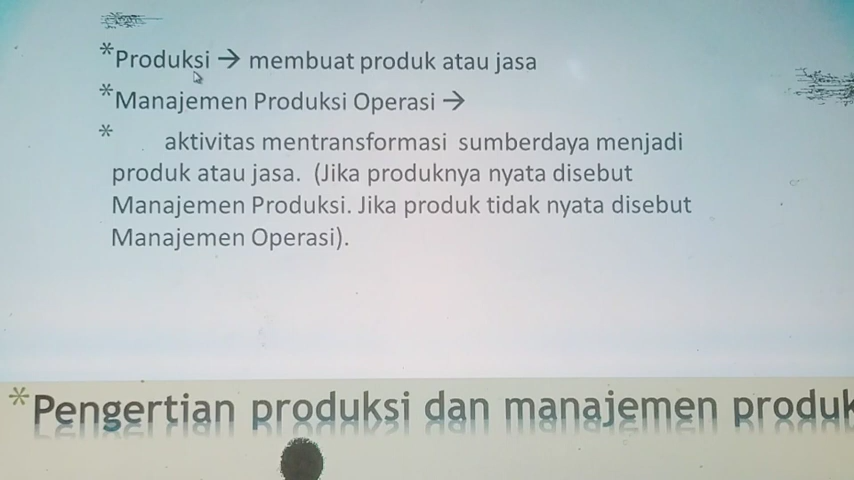 *Produksi → membuat produk atau jasa
*Manajemen Produksi Operasi →
* aktivitas mentransformasi sumberdaya menjadi
produk atau jasa. (Jika produknya nyata disebut
Manajemen Produksi. Jika produk tidak nyata disebut
Manajemen Operasi).
*Pengertian produksi dan manajemen produk